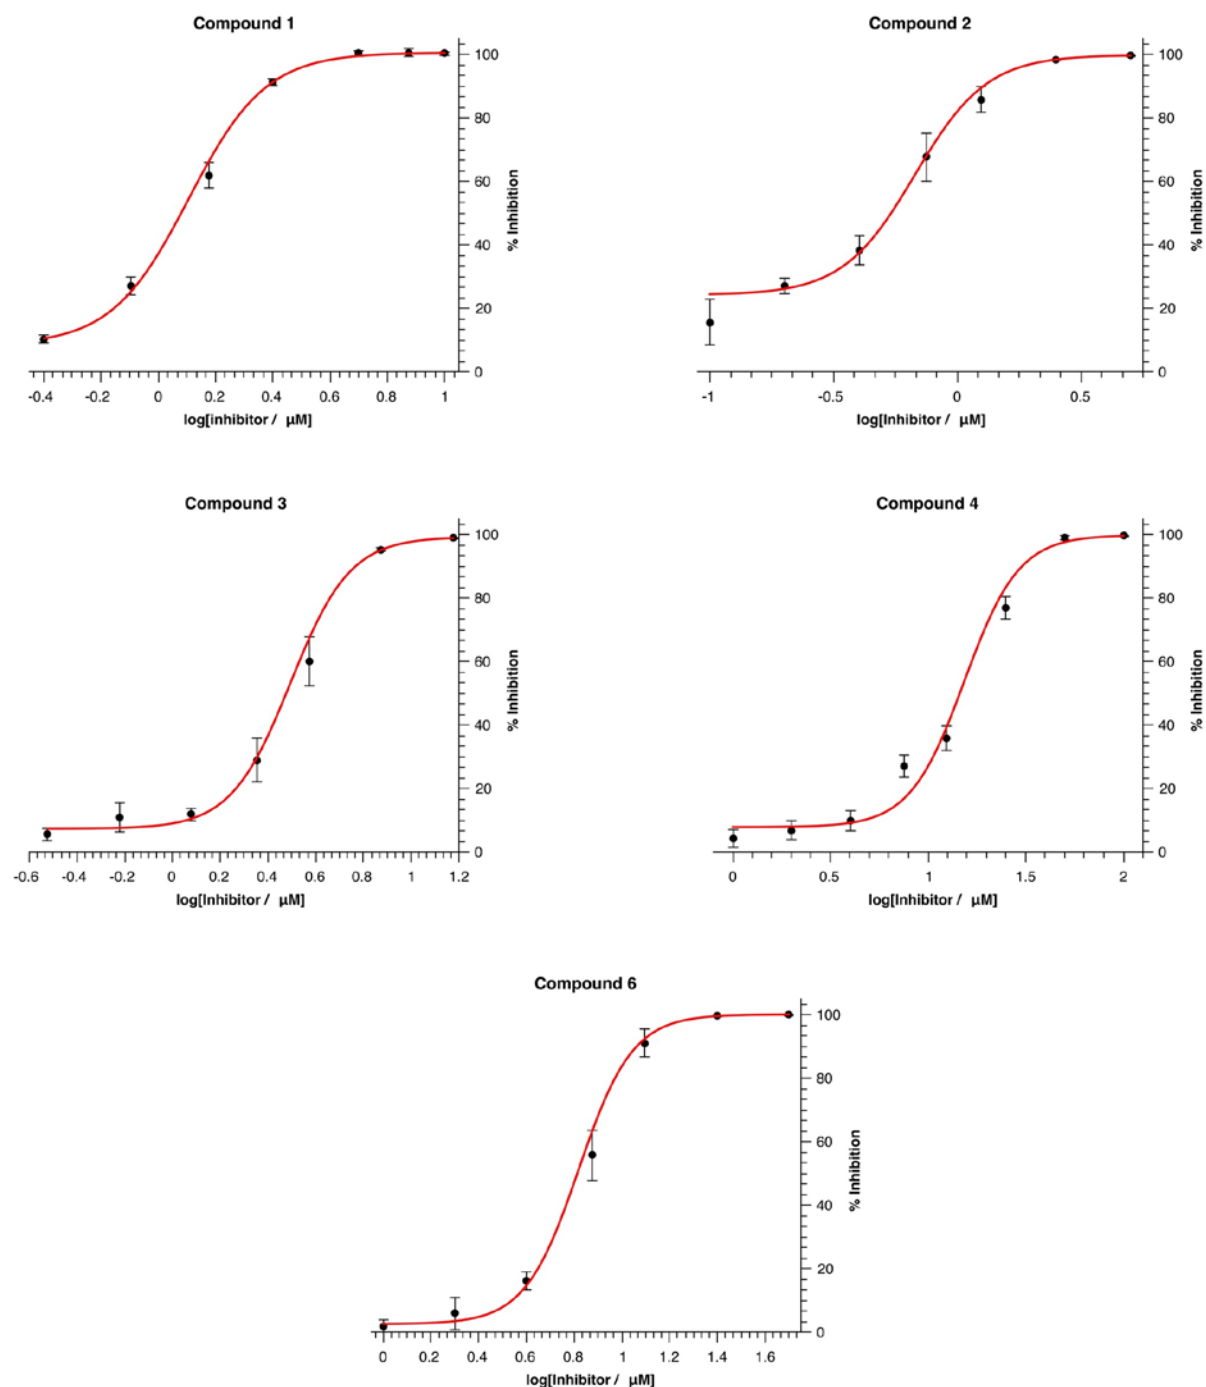 Compound 1
100
80
60
40
20
0
% Inhibition
-0.4 -0.2 0 0.2 0.4 0.6 0.8 1
log[inhibitor / μM]
Compound 2
100
80
60
40
20
0
% Inhibition
-1 -0.5 0 0.5
log[Inhibitor / μM]
Compound 3
100
80
60
40
20
0
% Inhibition
-0.6 -0.4 -0.2 0 0.2 0.4 0.6 0.8 1 1.2
log[Inhibitor / μM]
Compound 4
100
80
60
40
20
0
% Inhibition
0 0.5 1 1.5 2
log[Inhibitor / μM]
Compound 6
100
80
60
40
20
0
% Inhibition
0 0.2 0.4 0.6 0.8 1 1.2 1.4 1.6
log[Inhibitor / μM]